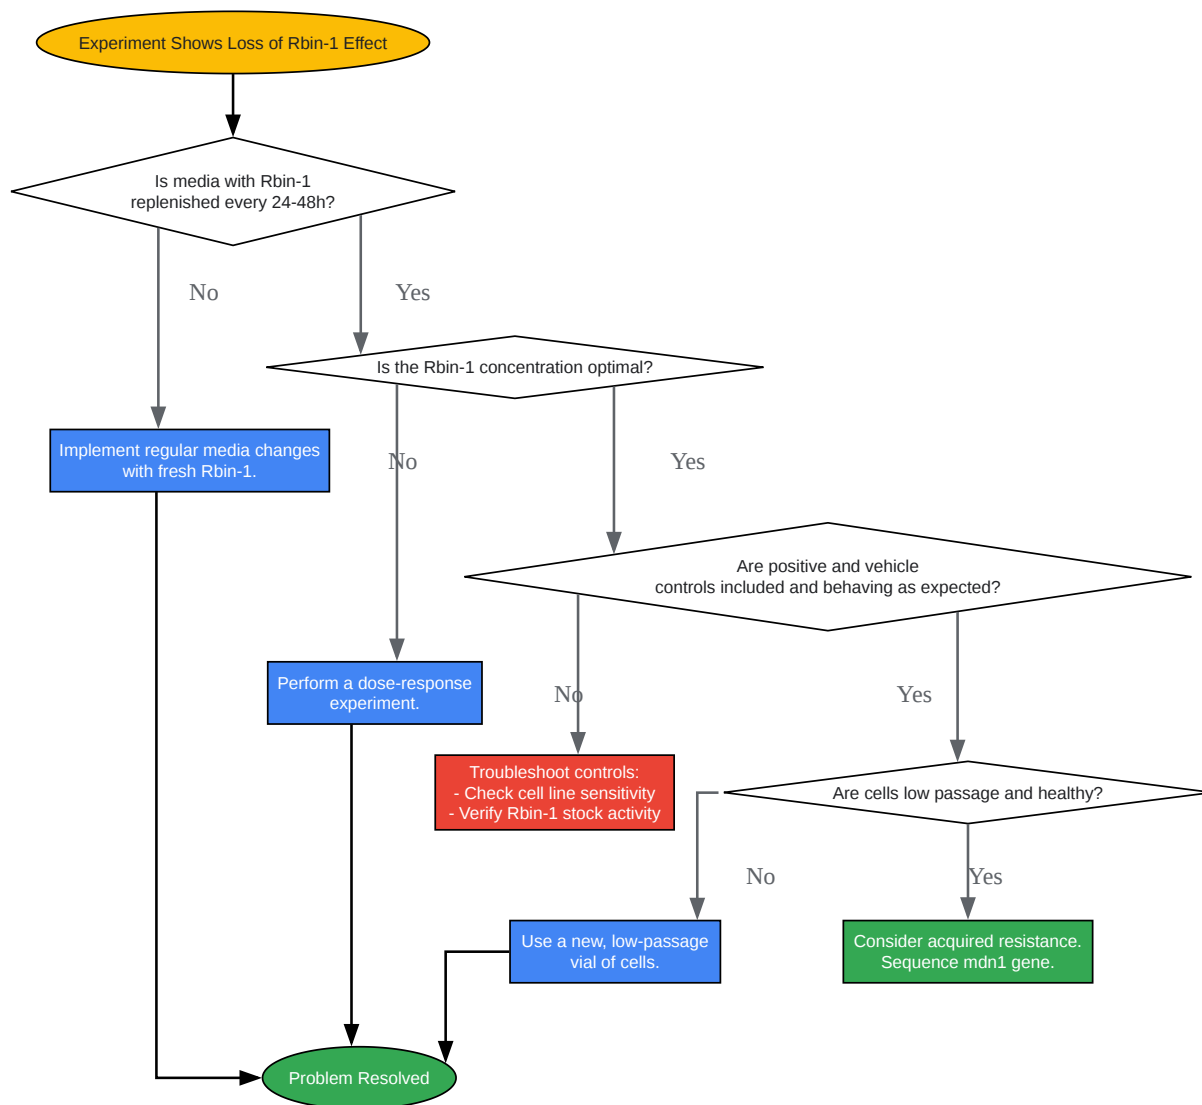 Experiment Shows Loss of Rbin-1 Effect
Is media with Rbin-1
replenished every 24-48h?
No
Yes
Is the Rbin-1 concentration optimal?
Implement regular media changes
with fresh Rbin-1.
No
Yes
Are positive and vehicle
controls included and behaving as expected?
Perform a dose-response
experiment.
No
Yes
Troubleshoot controls:
- Check cell line sensitivity
- Verify Rbin-1 stock activity
Are cells low passage and healthy?
No
Yes
Use a new, low-passage
vial of cells.
Consider acquired resistance.
Sequence mdn1 gene.
Problem Resolved